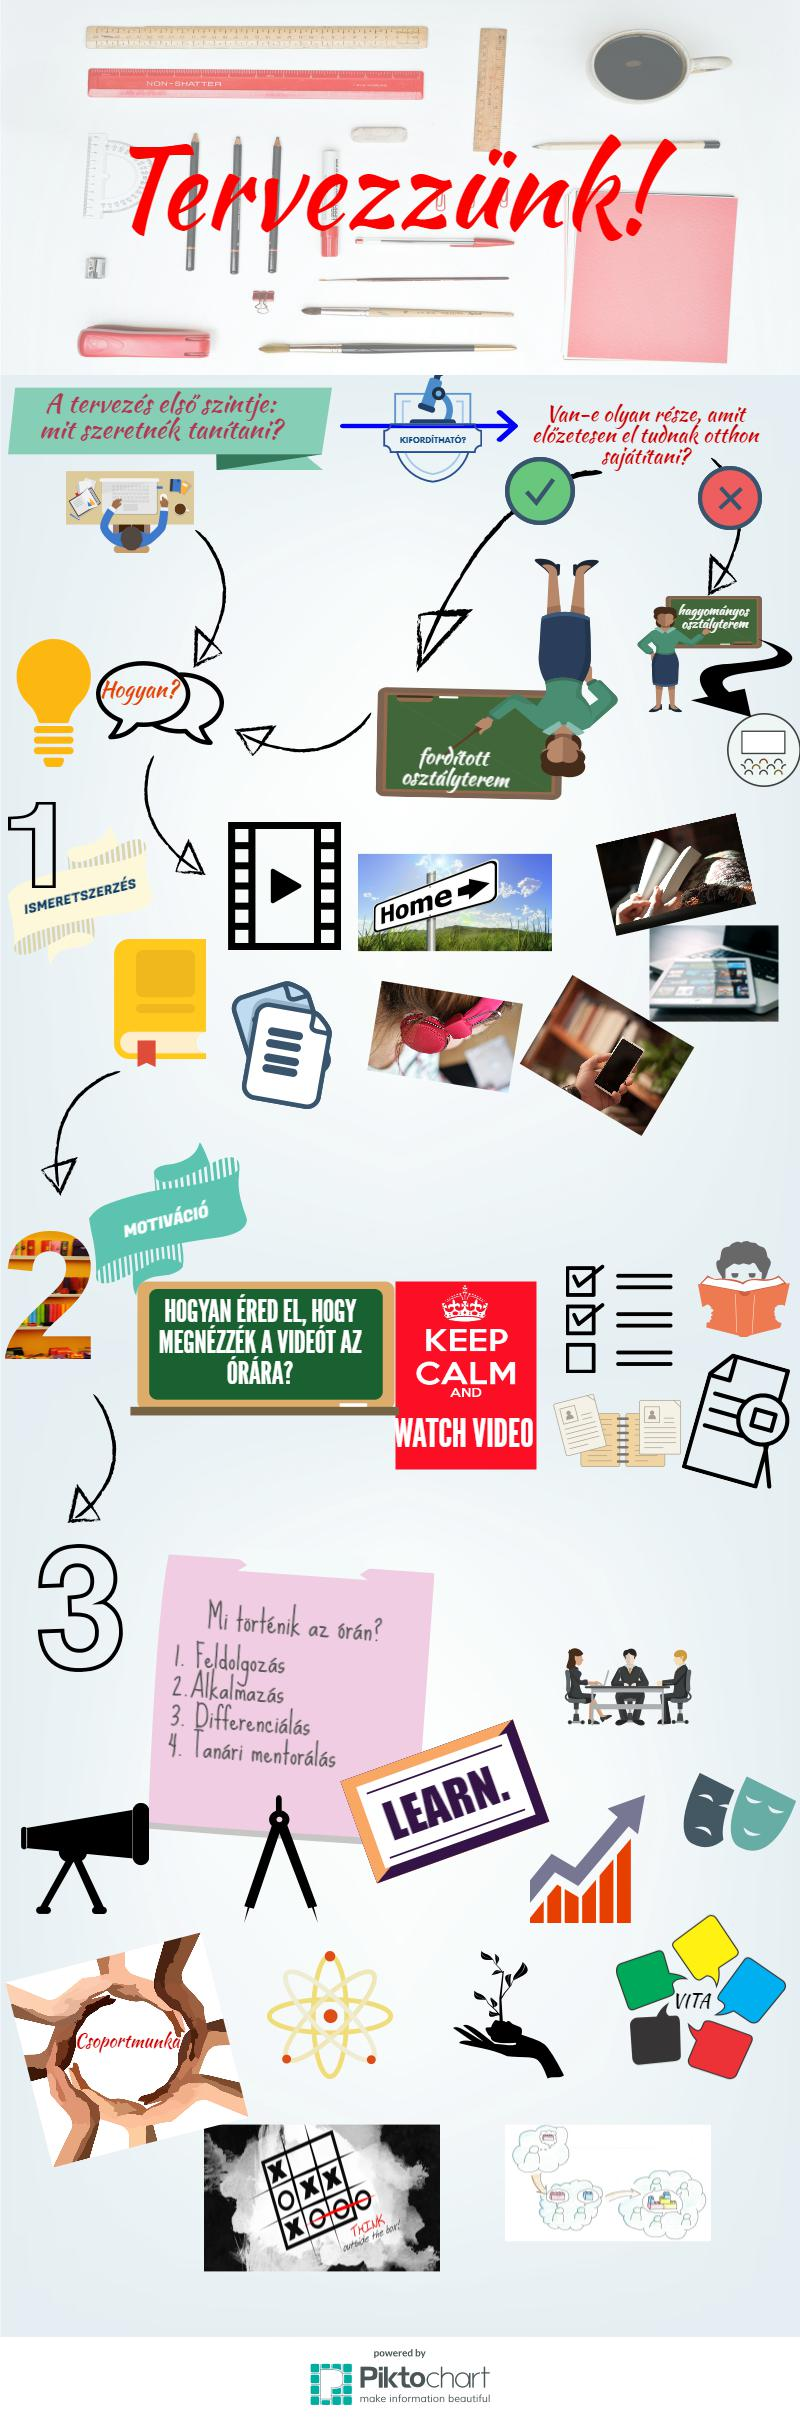 NON-SHATTER
Tervezzünk!
A tervezés első szintje:
mit szeretnék tanítani?
KIFORDÍTHATÓ?
Van-e olyan része, amit
előzetesen el tudnak otthon
sajátítani?
hagyományos
osztályterem
Hogyan?
fordított
osztályterem
1
ISMERETSZERZÉS
Home
2
MOTIVÁCIÓ
HOGYAN ÉRED EL, HOGY
MEGNÉZZÉK A VIDEÓT AZ
ÓRÁRA?
KEEP
CALM
AND
WATCH VIDEO
3
Mi történik az órán?
1. Feldolgozás
2. Alkalmazás
3. Differenciálás
4. Tanári mentorálás
LEARN.
Csoportmunka
VITA
X
O X X
X O O O
THINK
outside the box!
powered by
Piktochart
make information beautiful